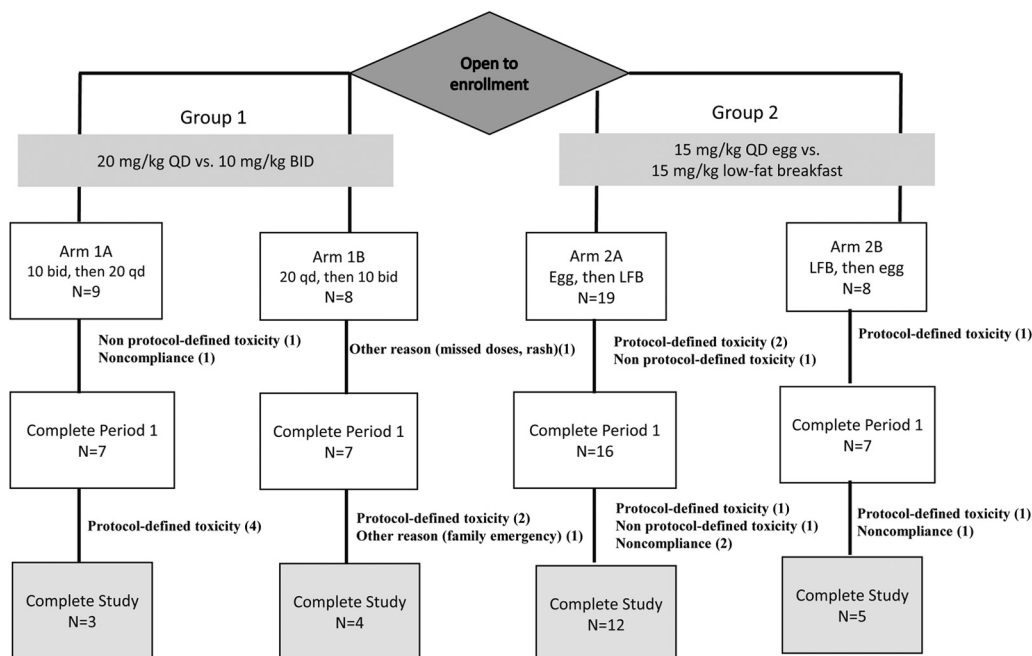 Open to
enrollment
Group 1
Group 2
20 mg/kg QD vs. 10 mg/kg BID
15 mg/kg QD egg vs.
15 mg/kg low-fat breakfast
Arm 1A
10 bid, then 20 qd
N=9
Arm 1B
20 qd, then 10 bid
N=8
Arm 2A
Egg, then LFB
N=19
Arm 2B
LFB, then egg
N=8
Non protocol-defined toxicity (1)
Noncompliance (1)
Other reason (missed doses, rash)(1)
Protocol-defined toxicity (2)
Non protocol-defined toxicity (1)
Protocol-defined toxicity (1)
Complete Period 1
N=7
Complete Period 1
N=7
Complete Period 1
N=16
Complete Period 1
N=7
Protocol-defined toxicity (4)
Protocol-defined toxicity (2)
Other reason (family emergency) (1)
Protocol-defined toxicity (1)
Non protocol-defined toxicity (1)
Noncompliance (2)
Protocol-defined toxicity (1)
Noncompliance (1)
Complete Study
N=3
Complete Study
N=4
Complete Study
N=12
Complete Study
N=5